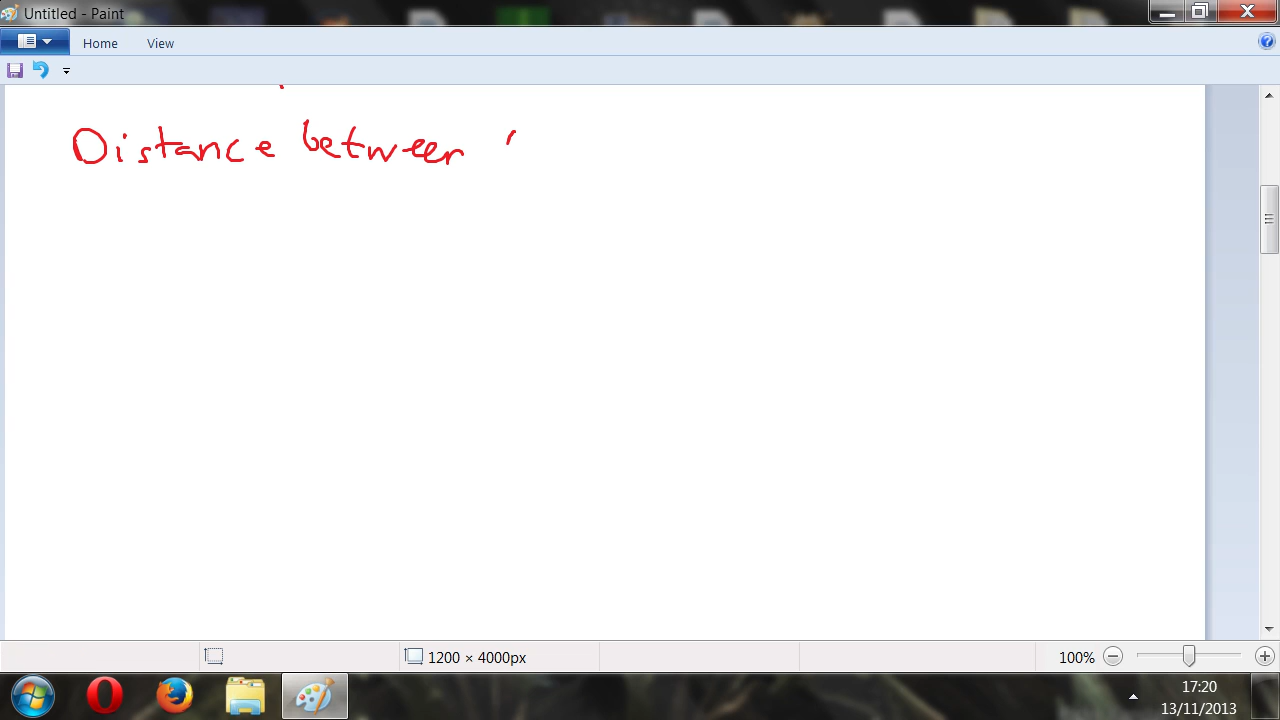 Untitled - Paint
Home View
Distance between
1200 × 4000px
100%
17:20
13/11/2013